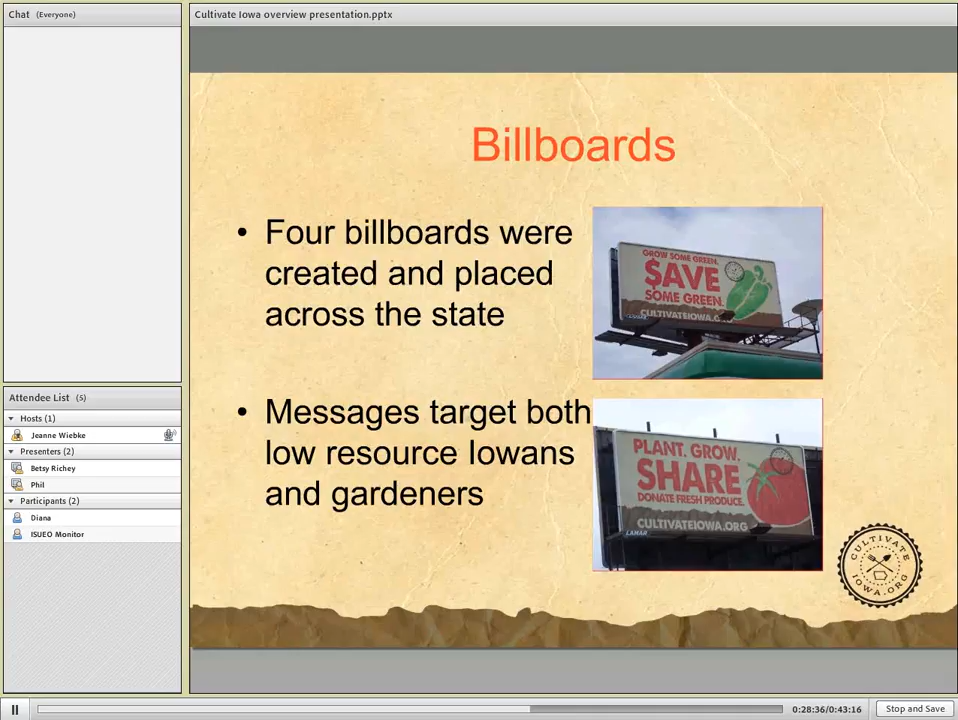 Chat (Everyone)
Cultivate Iowa overview presentation.pptx
Billboards
• Four billboards were
created and placed
across the state
GROW SOME GREEN.
$AVE
SOME GREEN.
CULTIVATEIOWA.ORG
• Messages target both
low resource Iowans
and gardeners
PLANT. GROW.
SHARE
DONATE FRESH PRODUCE.
CULTIVATEIOWA.ORG
LAMAR
CULTIVATE
IOWA.ORG
Attendee List (5)
Hosts (1)
Jeanne Wiebke
Presenters (2)
Betsy Richey
Phil
Participants (2)
Diana
ISUEO Monitor
0:28:36/0:43:16
Stop and Save